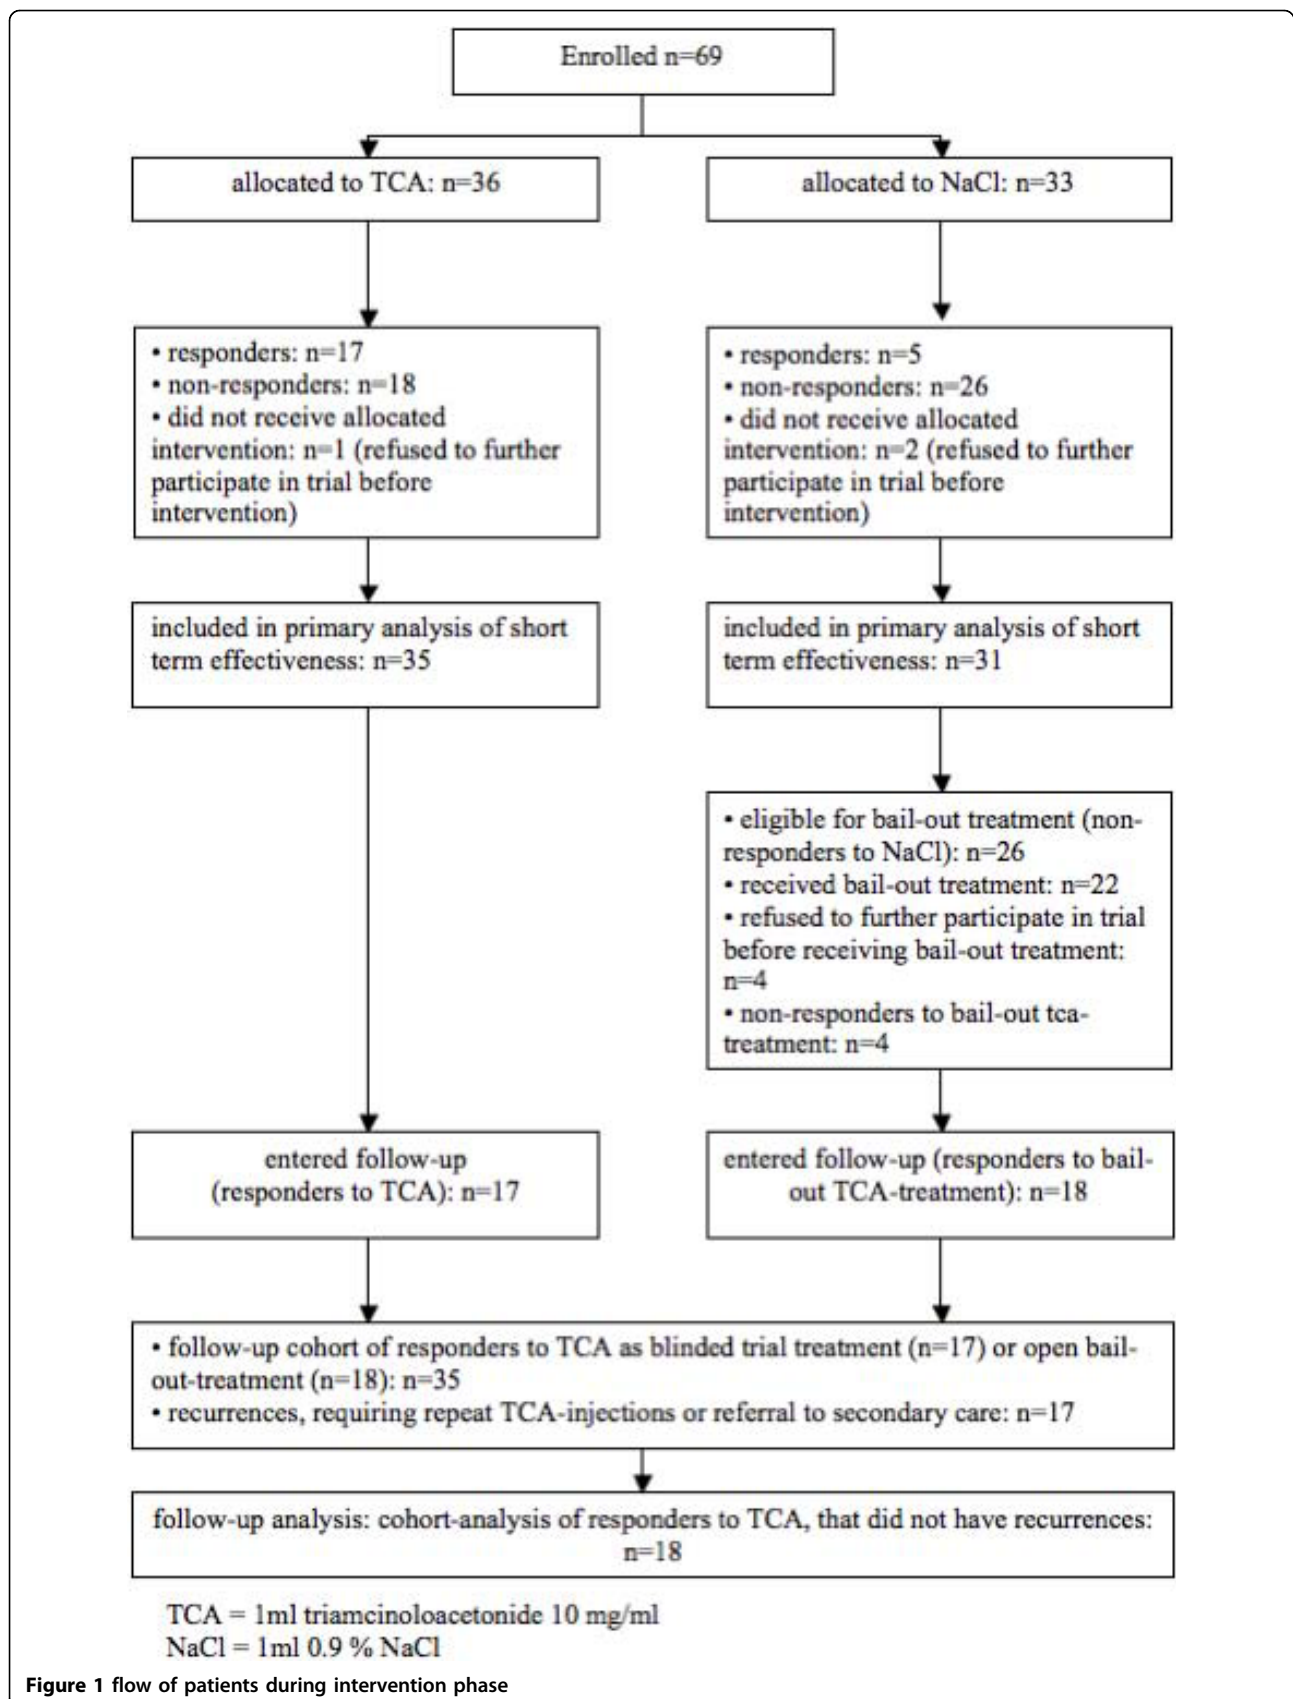 Enrolled n=69
allocated to TCA: n=36
allocated to NaCl: n=33
• responders: n=17
• non-responders: n=18
• did not receive allocated
intervention: n=1 (refused to further
participate in trial before
intervention)
• responders: n=5
• non-responders: n=26
• did not receive allocated
intervention: n=2 (refused to further
participate in trial before
intervention)
included in primary analysis of short
term effectiveness: n=35
included in primary analysis of short
term effectiveness: n=31
• eligible for bail-out treatment (non-
responders to NaCl): n=26
• received bail-out treatment: n=22
• refused to further participate in trial
before receiving bail-out treatment:
n=4
• non-responders to bail-out tca-
treatment: n=4
entered follow-up
(responders to TCA): n=17
entered follow-up (responders to bail-
out TCA-treatment): n=18
• follow-up cohort of responders to TCA as blinded trial treatment (n=17) or open bail-
out-treatment (n=18): n=35
• recurrences, requiring repeat TCA-injections or referral to secondary care: n=17
follow-up analysis: cohort-analysis of responders to TCA, that did not have recurrences:
n=18
TCA = 1ml triamcinoloacetonide 10 mg/ml
NaCl = 1ml 0.9 % NaCl
Figure 1 flow of patients during intervention phase